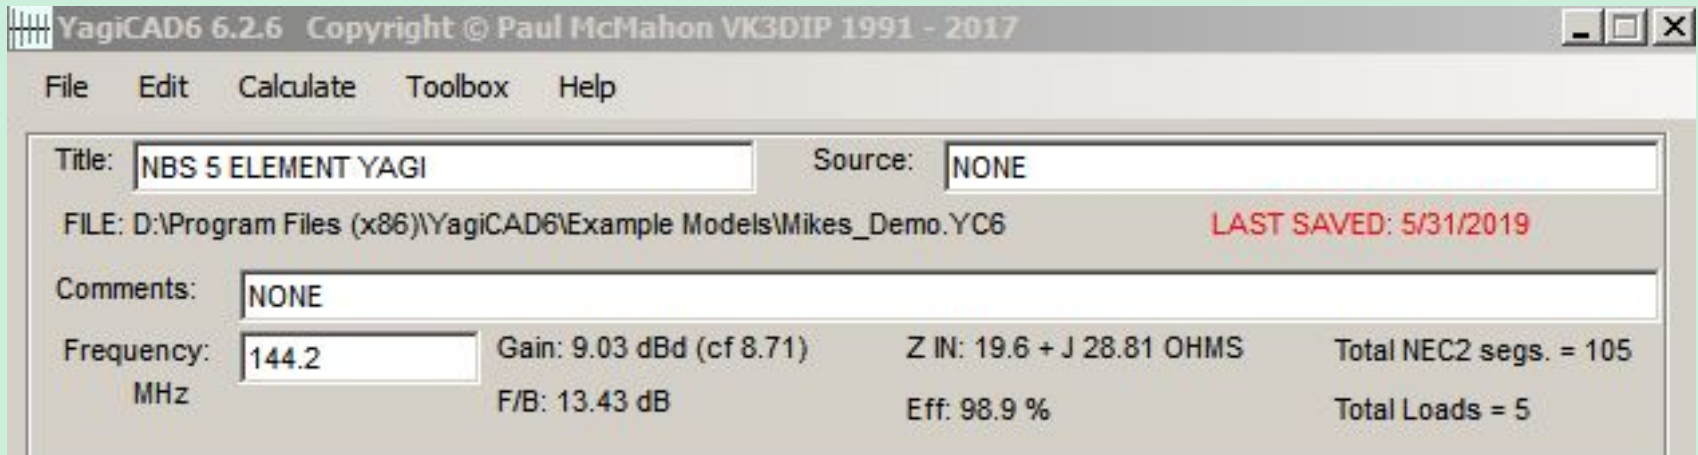 YagiCAD6 6.2.6 Copyright © Paul McMahon VK3DIP 1991 - 2017
File Edit Calculate Toolbox Help
Title: NBS 5 ELEMENT YAGI Source: NONE
FILE: D:\Program Files (x86)\YagiCAD6\Example Models\Mikes_Demo.YC6 LAST SAVED: 5/31/2019
Comments: NONE
Frequency: 144.2 Gain: 9.03 dBd (cf 8.71) Z IN: 19.6 + J 28.81 OHMS Total NEC2 segs. = 105
MHz F/B: 13.43 dB Eff: 98.9 % Total Loads = 5